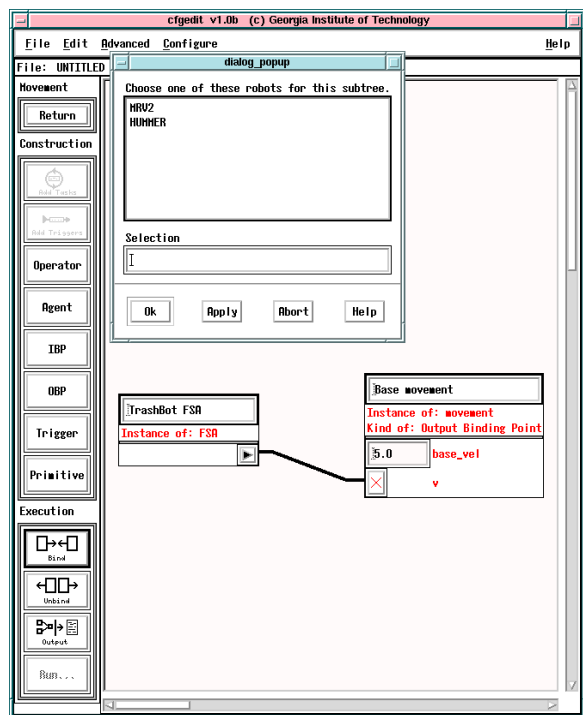 cfgedit v1.0b (c) Georgia Institute of Technology
File Edit Advanced Configure Help
File: UNTITLED
dialog_popup
Choose one of these robots for this subtree.
MRV2
HUMMER
Selection
Ok Apply Abort Help
Movement
Return
Construction
Add Tasks
Add Triggers
Operator
Agent
IBP
OBP
Trigger
Primitive
Execution
Bind
Unbind
Output
Run...
TrashBot FSA
Instance of: FSA
Base movement
Instance of: movement
Kind of: Output Binding Point
5.0 base_vel
v